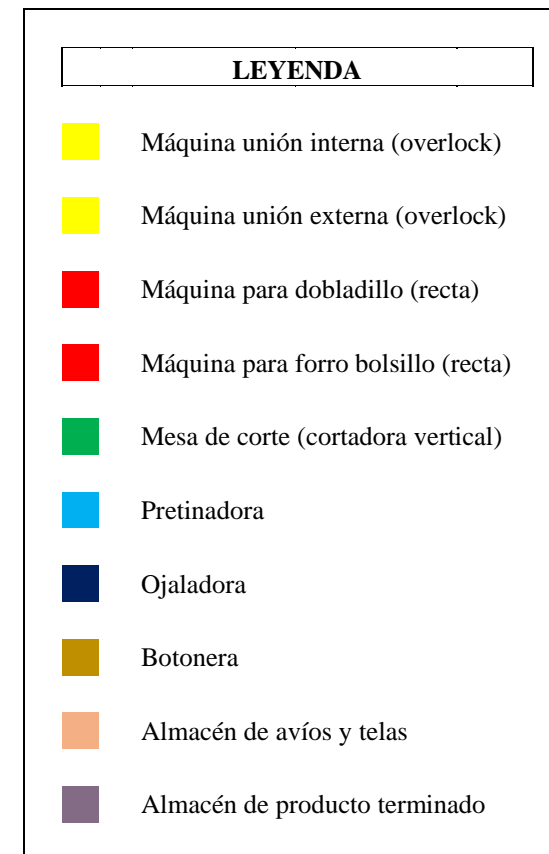 LEYENDA
Máquina unión interna (overlock)
Máquina unión externa (overlock)
Máquina para dobladillo (recta)
Máquina para forro bolsillo (recta)
Mesa de corte (cortadora vertical)
Pretinadora
Ojaladora
Botonera
Almacén de avíos y telas
Almacén de producto terminado